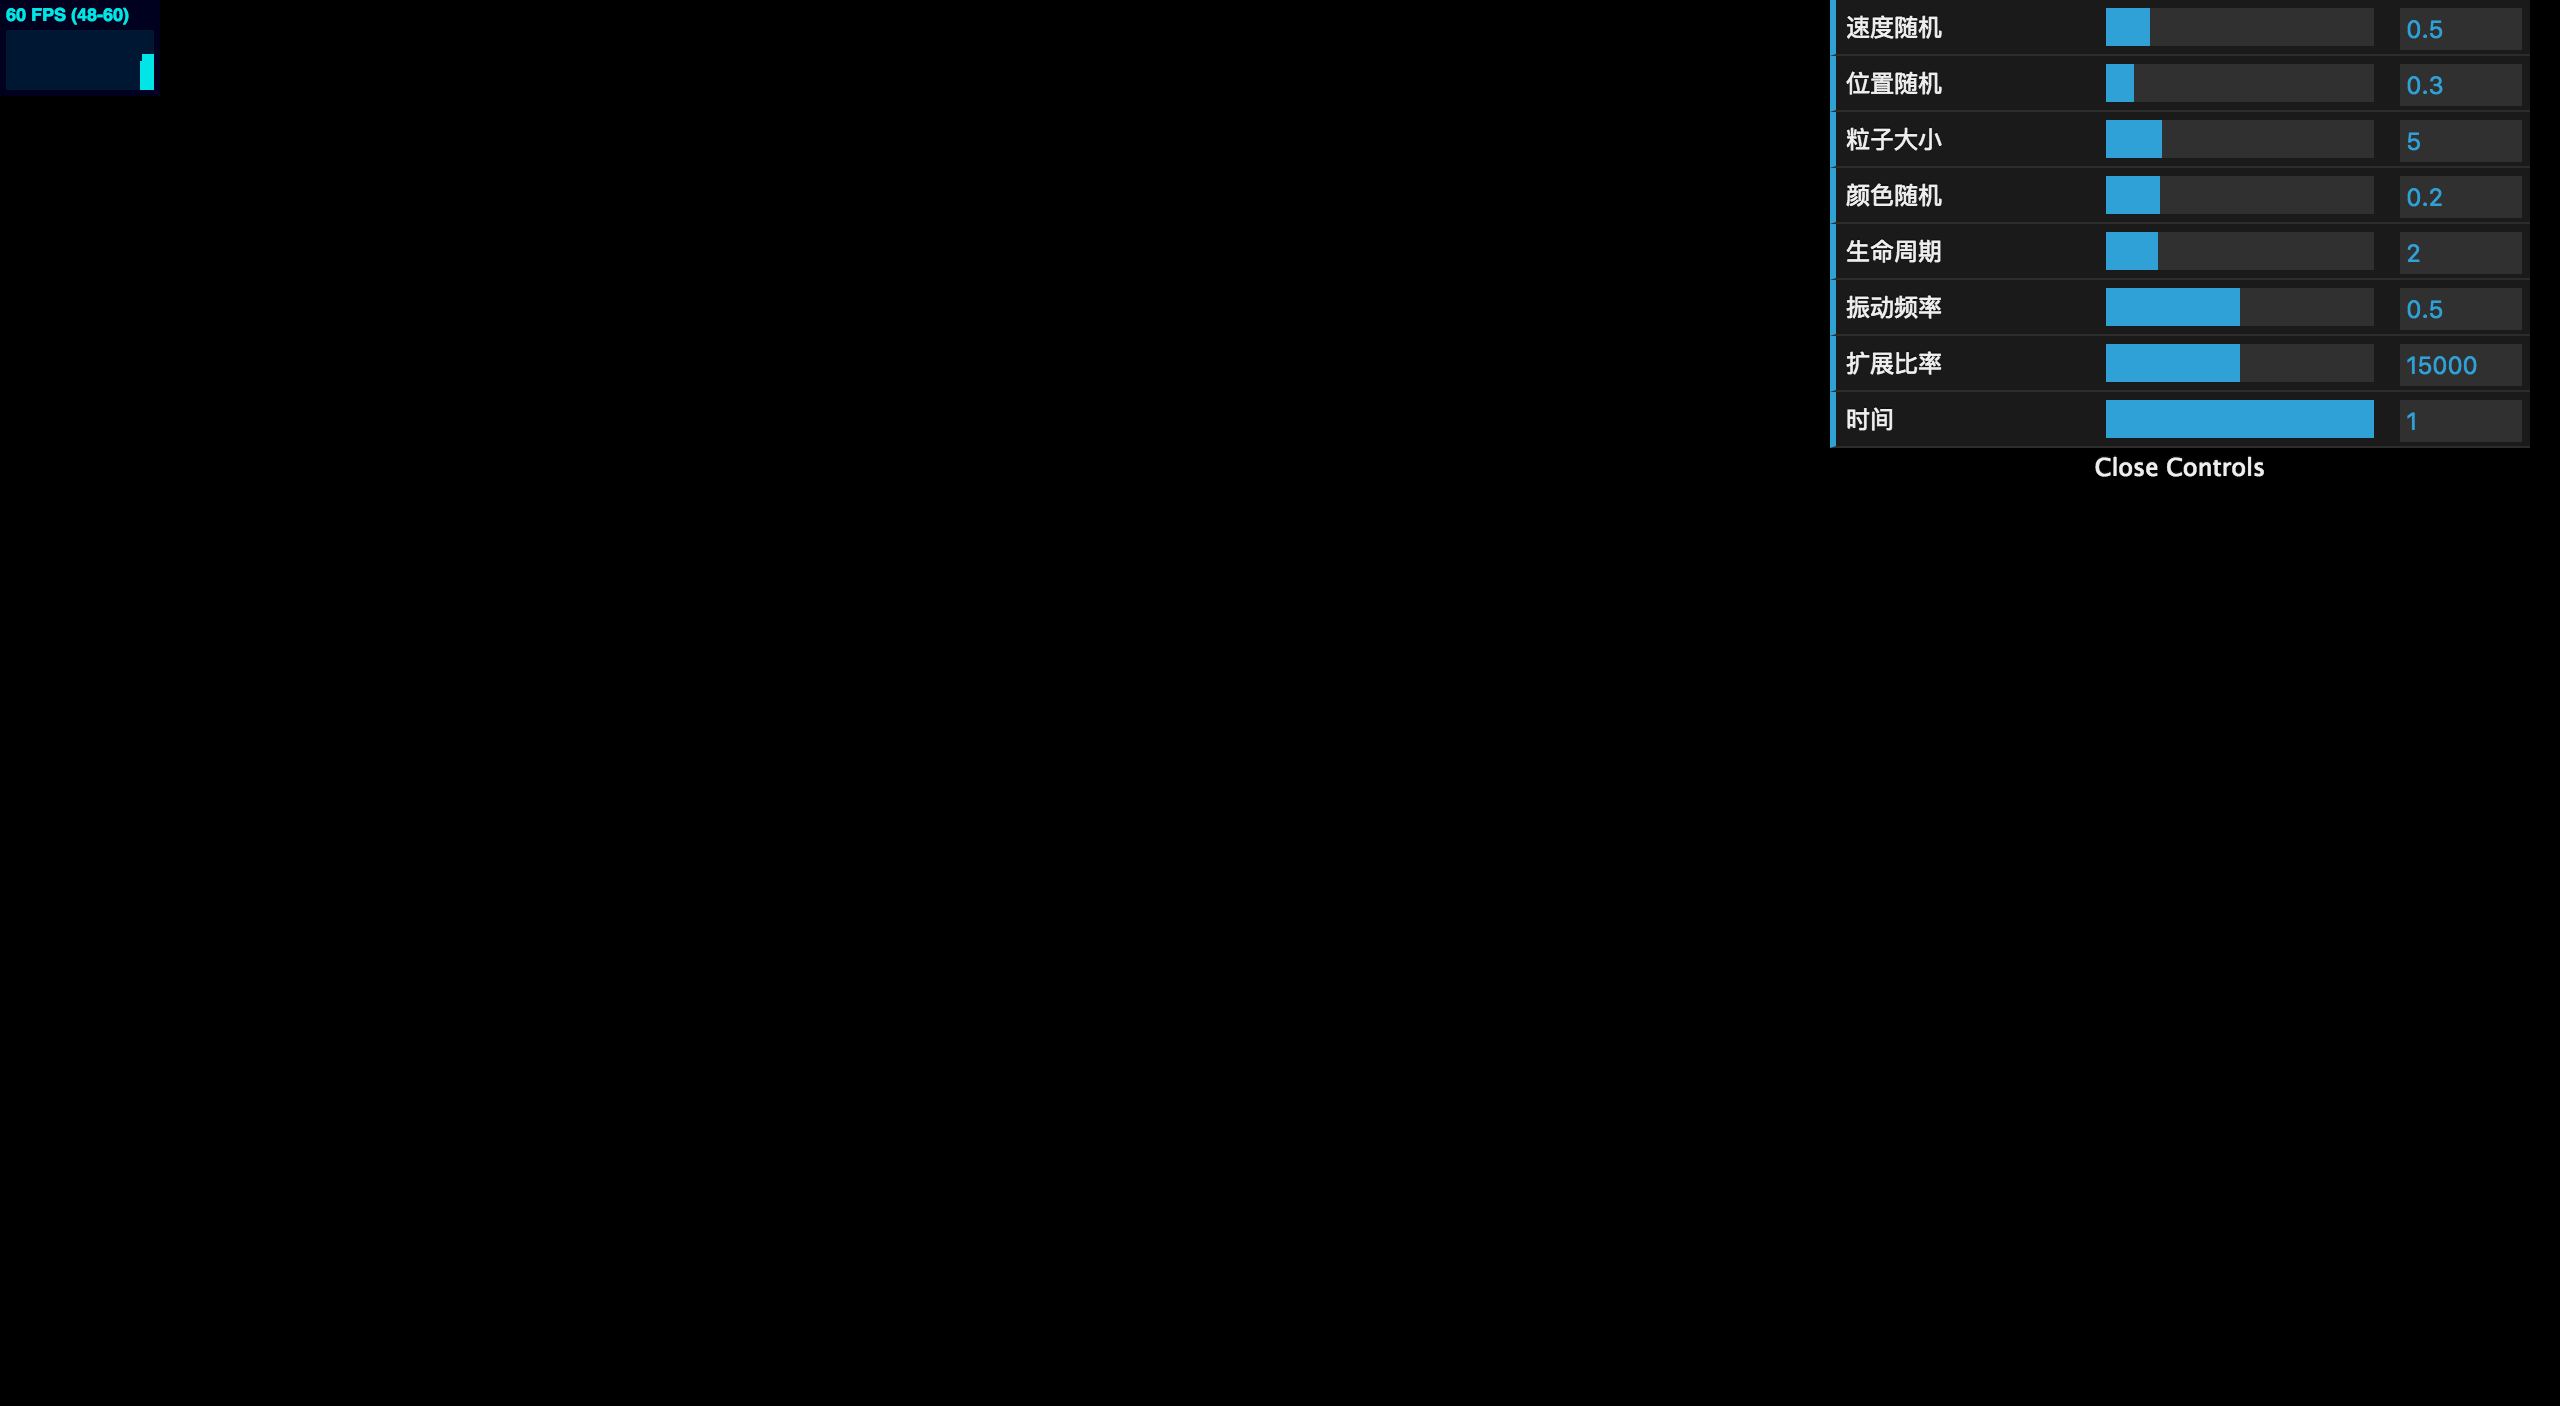 60 FPS (48-60)
速度随机 0.5
位置随机 0.3
粒子大小 5
颜色随机 0.2
生命周期 2
振动频率 0.5
扩展比率 15000
时间 1
Close Controls